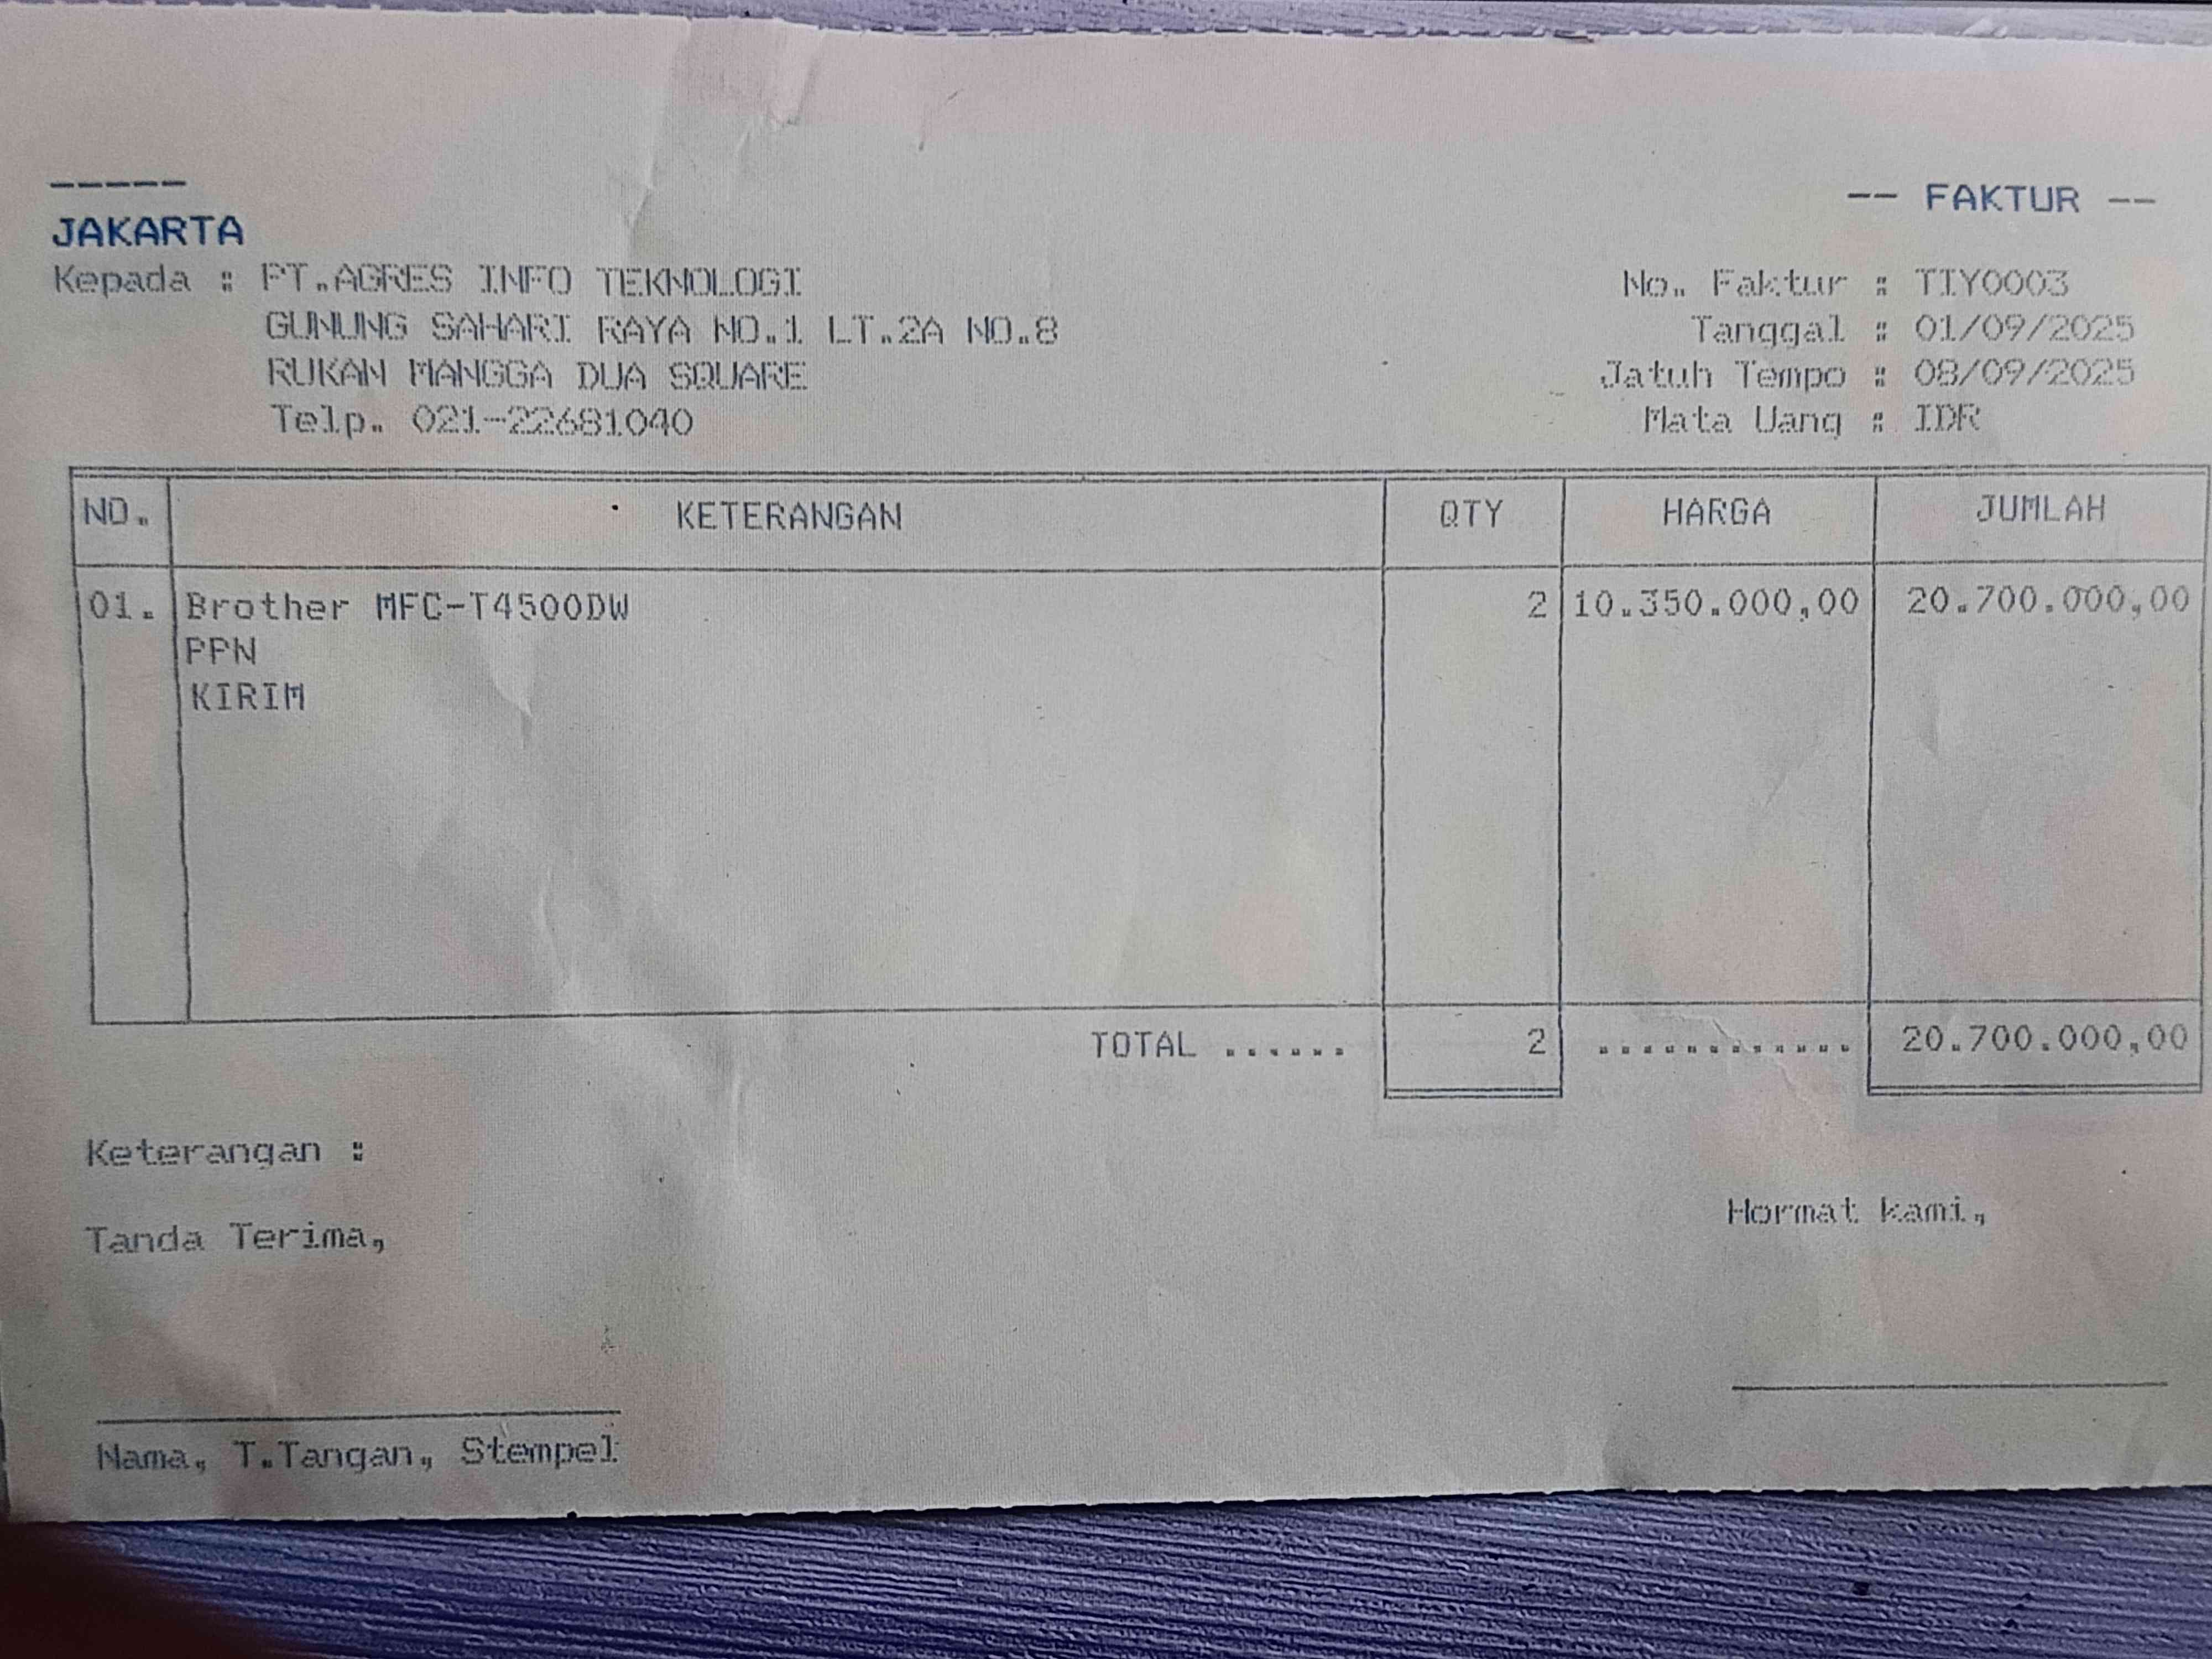 -----
-- FAKTUR --
JAKARTA
Kepada : PT.AGRES INFO TEKNOLOGI
GUNUNG SAHARI RAYA NO.1 LT.2A NO.8
RUKAN MANGGA DUA SQUARE
Telp. 021-22681040
No. Faktur : TIY0003
Tanggal : 01/09/2025
Jatuh Tempo : 08/09/2025
Mata Uang : IDR
NO. KETERANGAN QTY HARGA JUMLAH
01. Brother MFC-T4500DW 2 10.350.000,00 20.700.000,00
PPN
KIRIM
TOTAL ...... 2 ............ 20.700.000,00
Keterangan :
Tanda Terima,
Hormat kami,
Nama, T.Tangan, Stempel